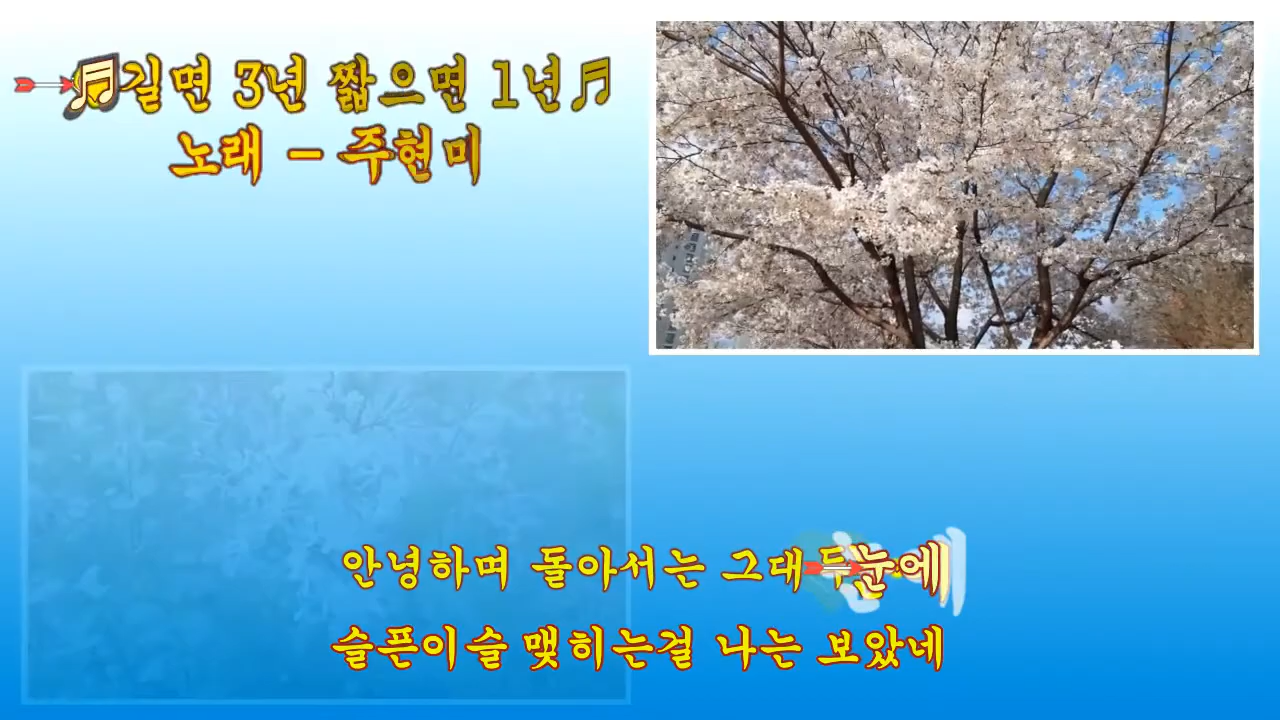 ♬길면 3년 짧으면 1년♬
노래 - 주현미
안녕하며 돌아서는 그대 두눈에
슬픈이슬 맺히는걸 나는 보았네